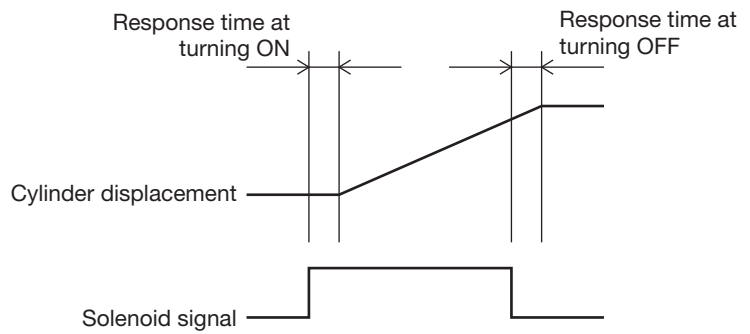 Response time at
turning ON
Response time at
turning OFF
Cylinder displacement
Solenoid signal